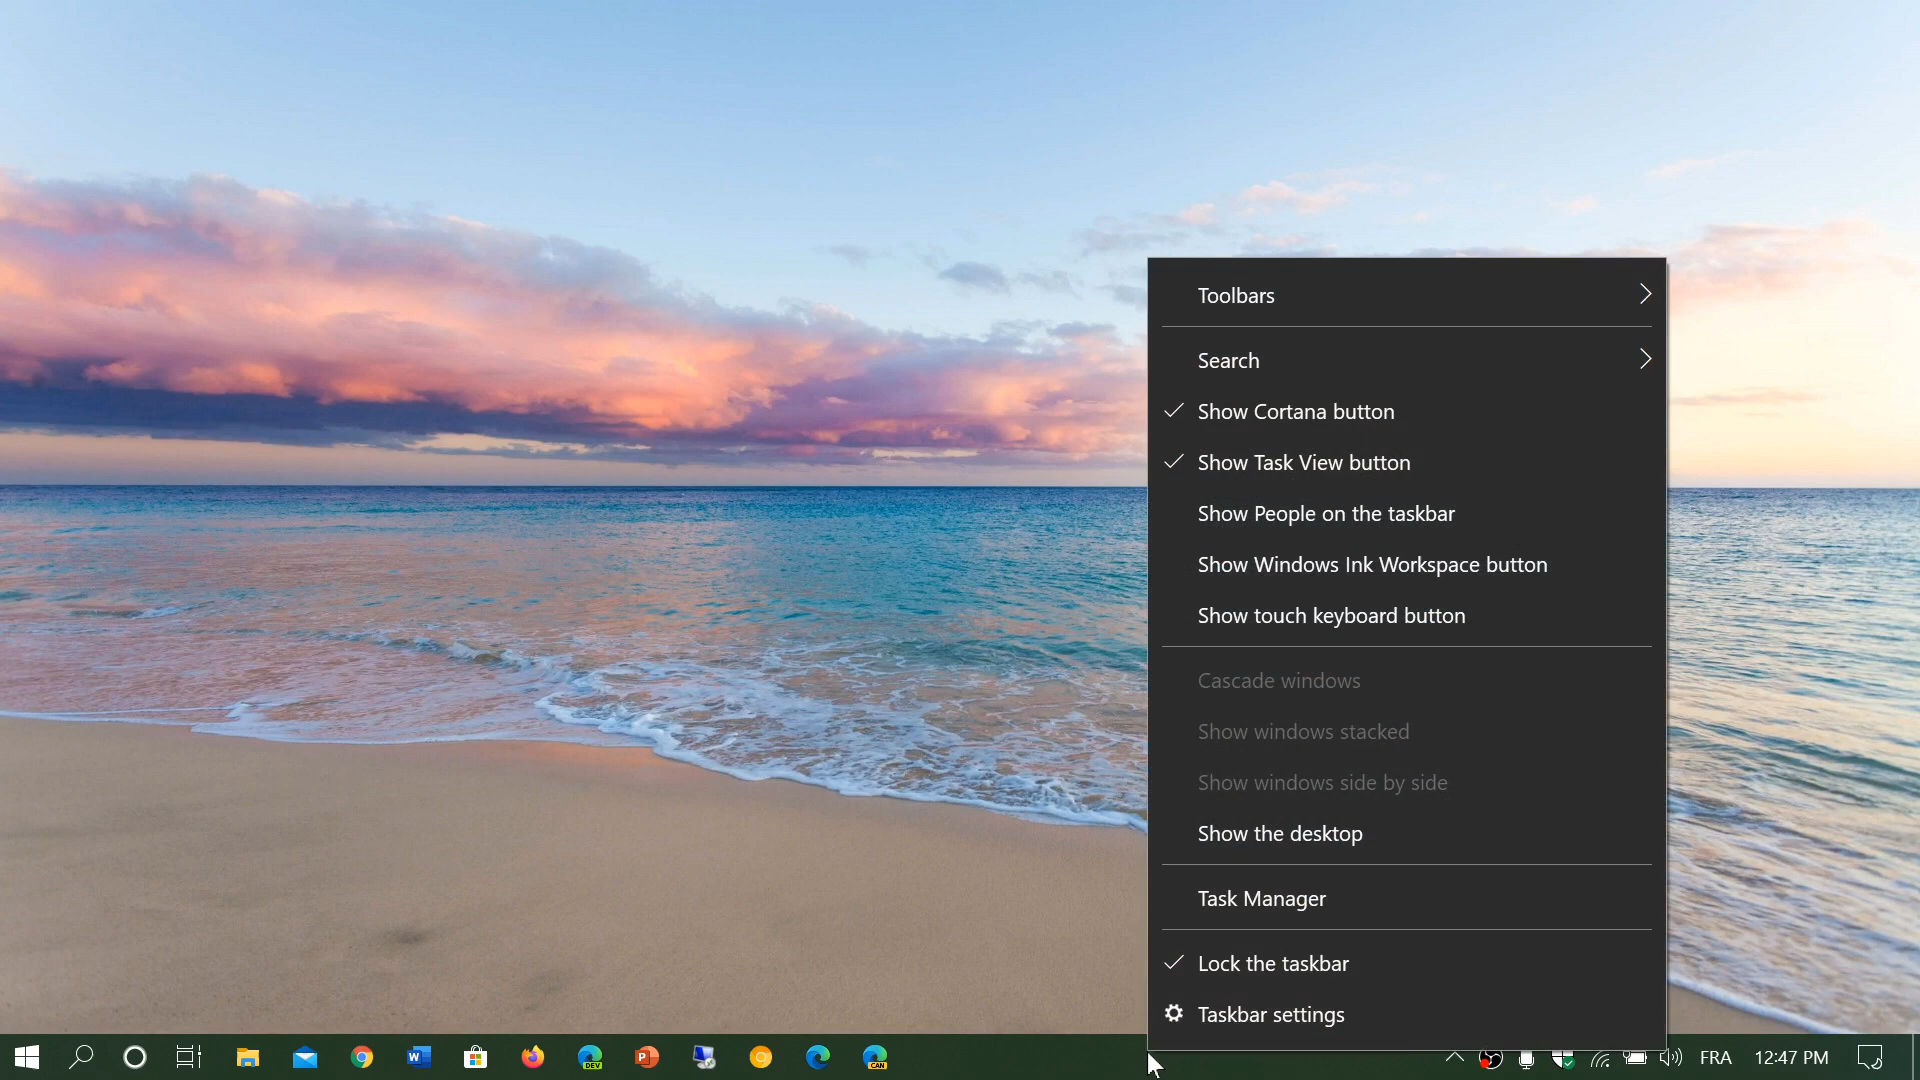 Toolbars
Search
Show Cortana button
Show Task View button
Show People on the taskbar
Show Windows Ink Workspace button
Show touch keyboard button
Cascade windows
Show windows stacked
Show windows side by side
Show the desktop
Task Manager
Lock the taskbar
Taskbar settings
W DEV P CAN FRA 12:47 PM